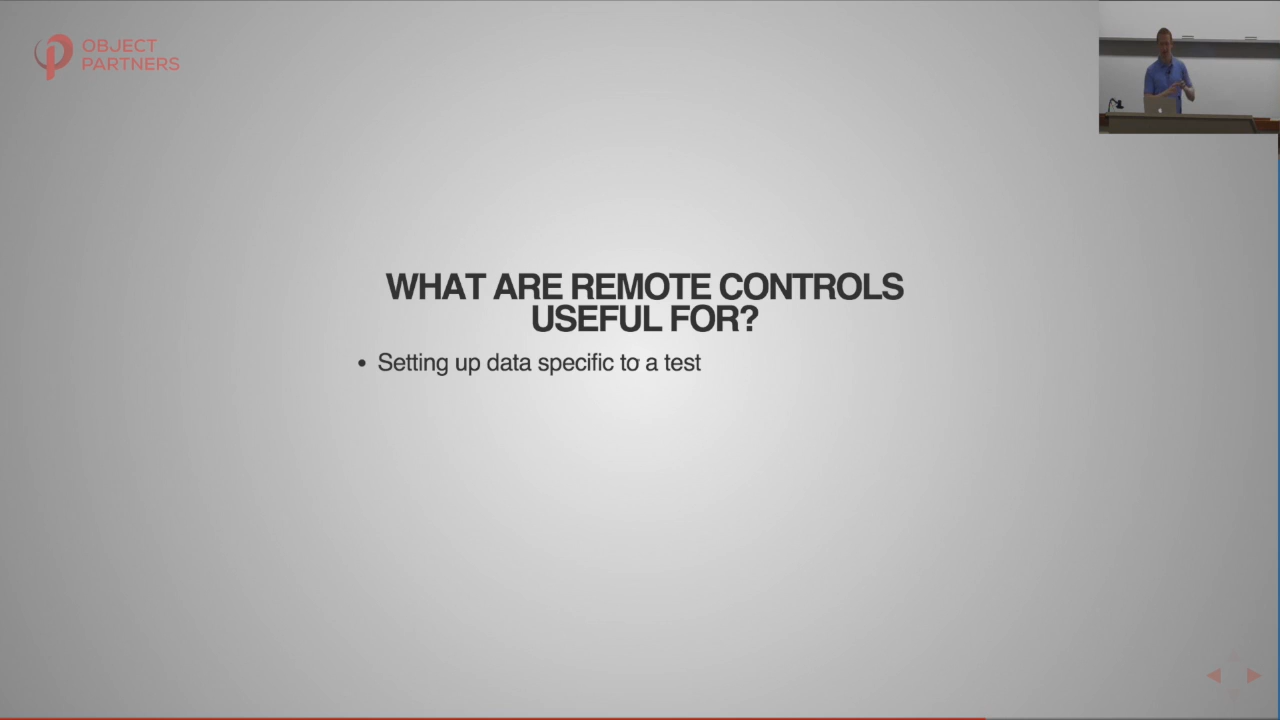 OBJECT
PARTNERS
WHAT ARE REMOTE CONTROLS
USEFUL FOR?
• Setting up data specific to a test